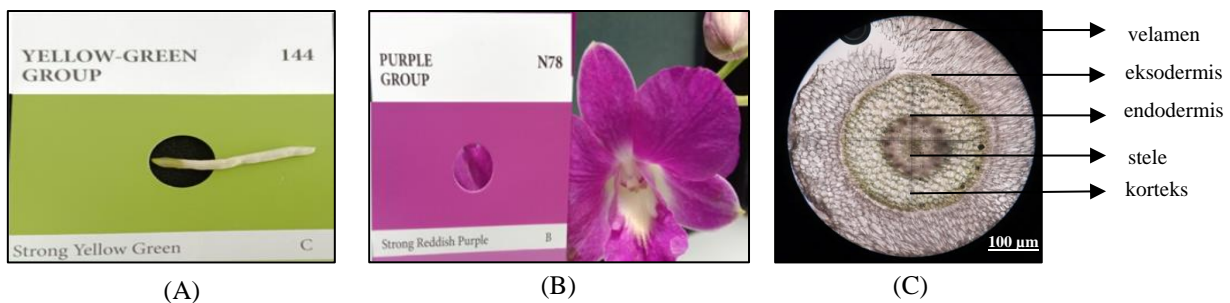 YELLOW-GREEN 144
GROUP
Strong Yellow Green C
(A)
PURPLE N78
GROUP
Strong Reddish Purple B
(B)
velamen
eksodermis
endodermis
stele
korteks
100 µm
(C)